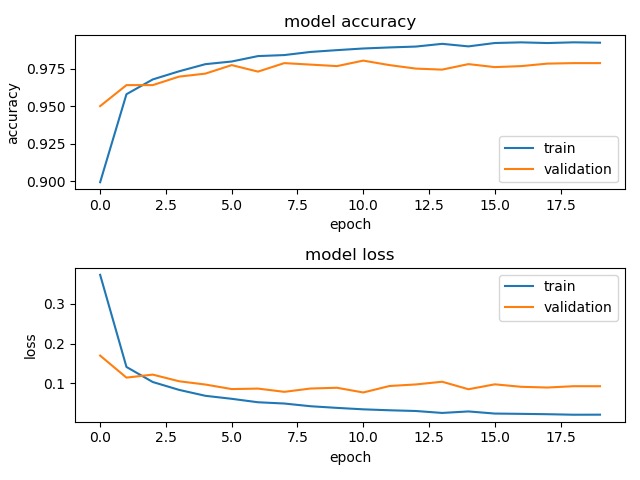 model accuracy
accuracy
0.975
0.950
0.925
0.900
train
validation
0.0 2.5 5.0 7.5 10.0 12.5 15.0 17.5
epoch
model loss
loss
0.3
0.2
0.1
train
validation
0.0 2.5 5.0 7.5 10.0 12.5 15.0 17.5
epoch